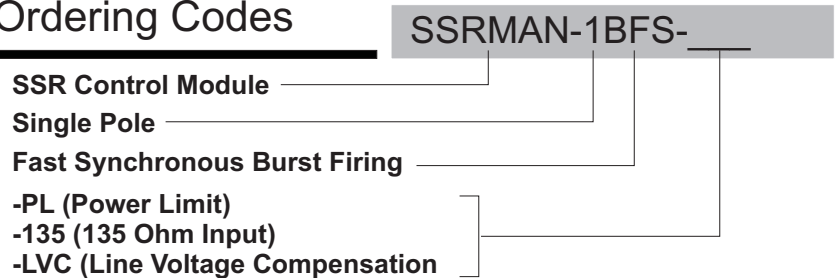 Ordering Codes
SSRMAN-1BFS-___
SSR Control Module
Single Pole
Fast Synchronous Burst Firing
-PL (Power Limit)
-135 (135 Ohm Input)
-LVC (Line Voltage Compensation